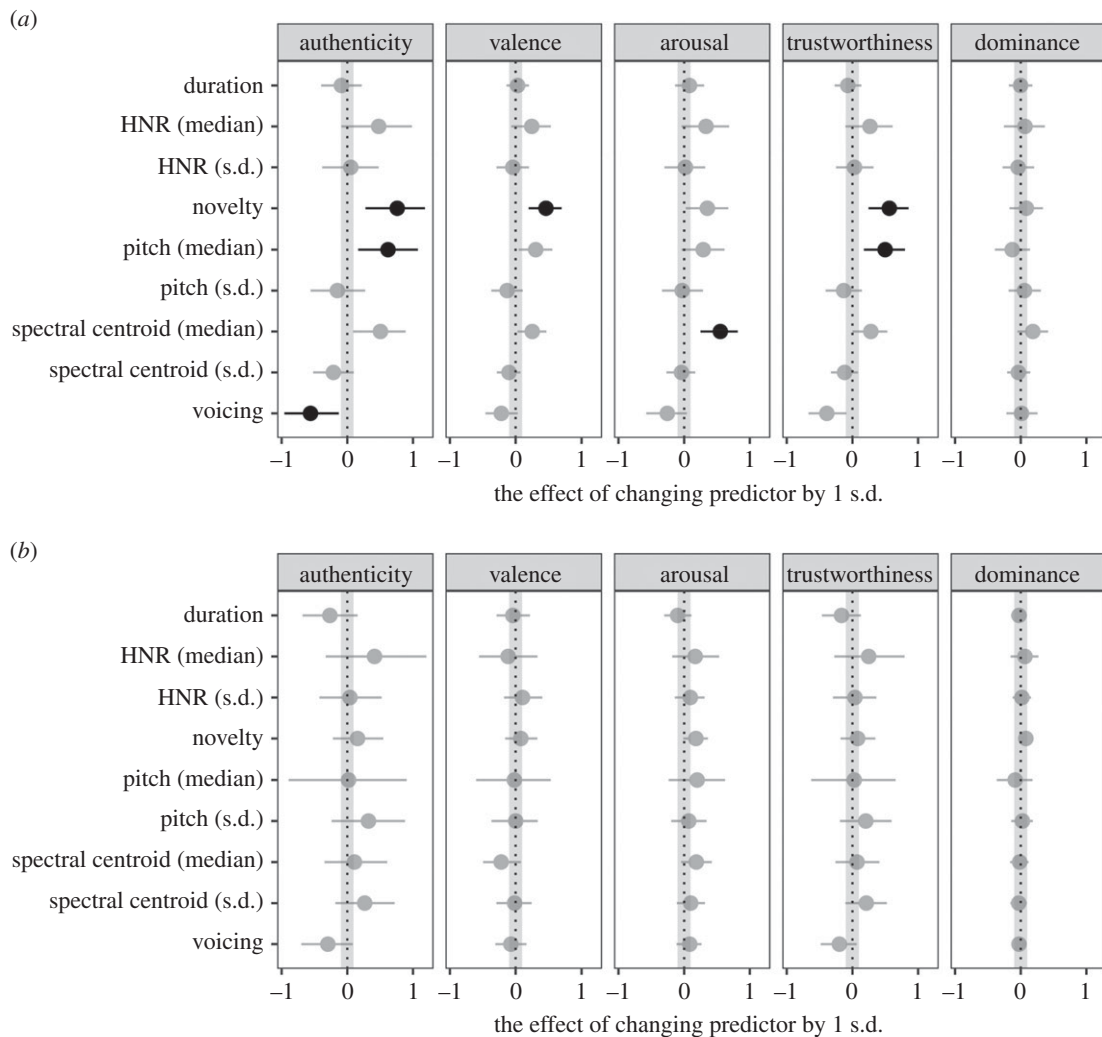 (a)
authenticity valence arousal trustworthiness dominance
duration
HNR (median)
HNR (s.d.)
novelty
pitch (median)
pitch (s.d.)
spectral centroid (median)
spectral centroid (s.d.)
voicing
–1 0 1 –1 0 1 –1 0 1 –1 0 1 –1 0 1
the effect of changing predictor by 1 s.d.
(b)
authenticity valence arousal trustworthiness dominance
duration
HNR (median)
HNR (s.d.)
novelty
pitch (median)
pitch (s.d.)
spectral centroid (median)
spectral centroid (s.d.)
voicing
–1 0 1 –1 0 1 –1 0 1 –1 0 1 –1 0 1
the effect of changing predictor by 1 s.d.